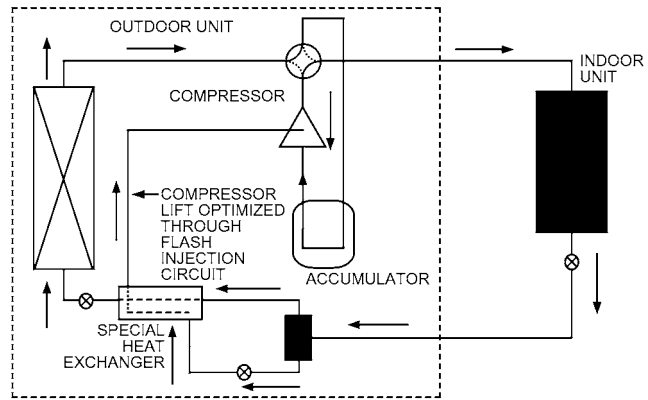 OUTDOOR UNIT
INDOOR
UNIT
COMPRESSOR
COMPRESSOR
LIFT OPTIMIZED
THROUGH
FLASH
INJECTION
CIRCUIT
ACCUMULATOR
SPECIAL
HEAT
EXCHANGER